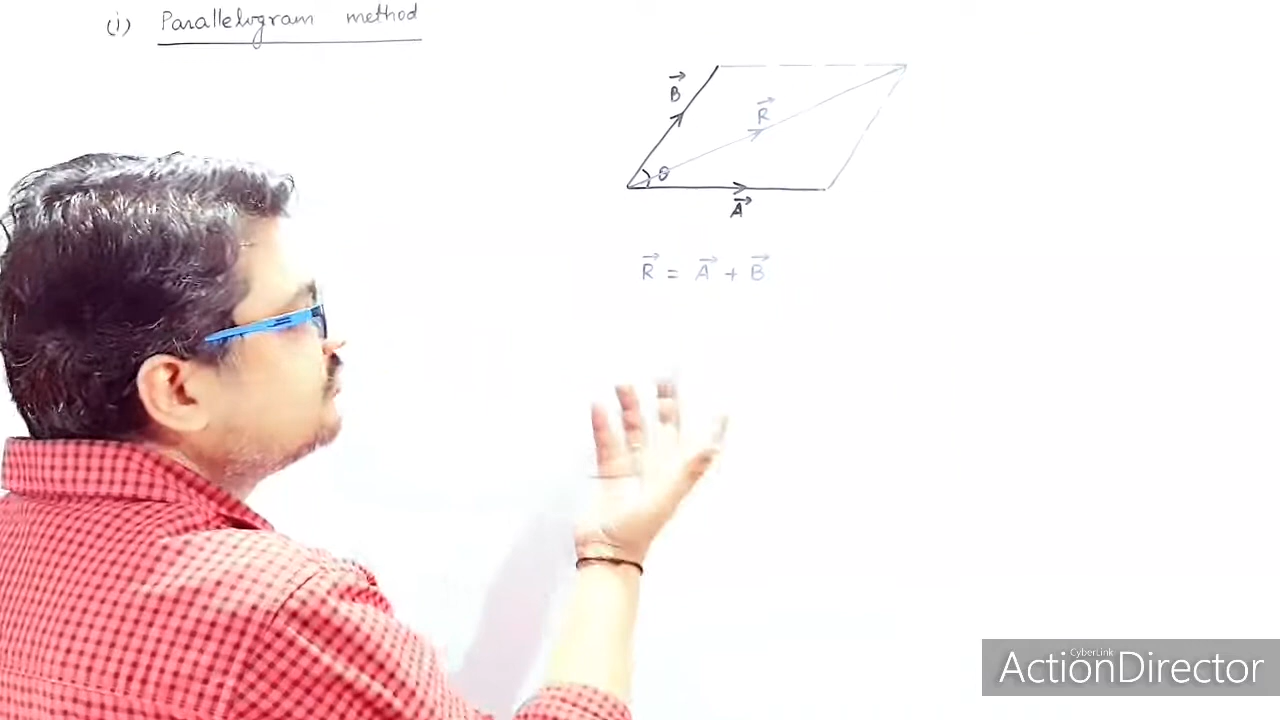 (i) Parallelogram method
B⃗
R⃗
θ
A⃗
R⃗ = A⃗ + B⃗
CyberLink
ActionDirector